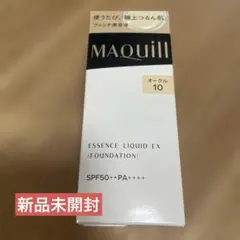 使うたび、極上つるん肌。
ファンデ美容液
MAQuill
オークル
10
ESSENCE LIQUID EX
(FOUNDATION)
SPF50+・PA++++
新品未開封